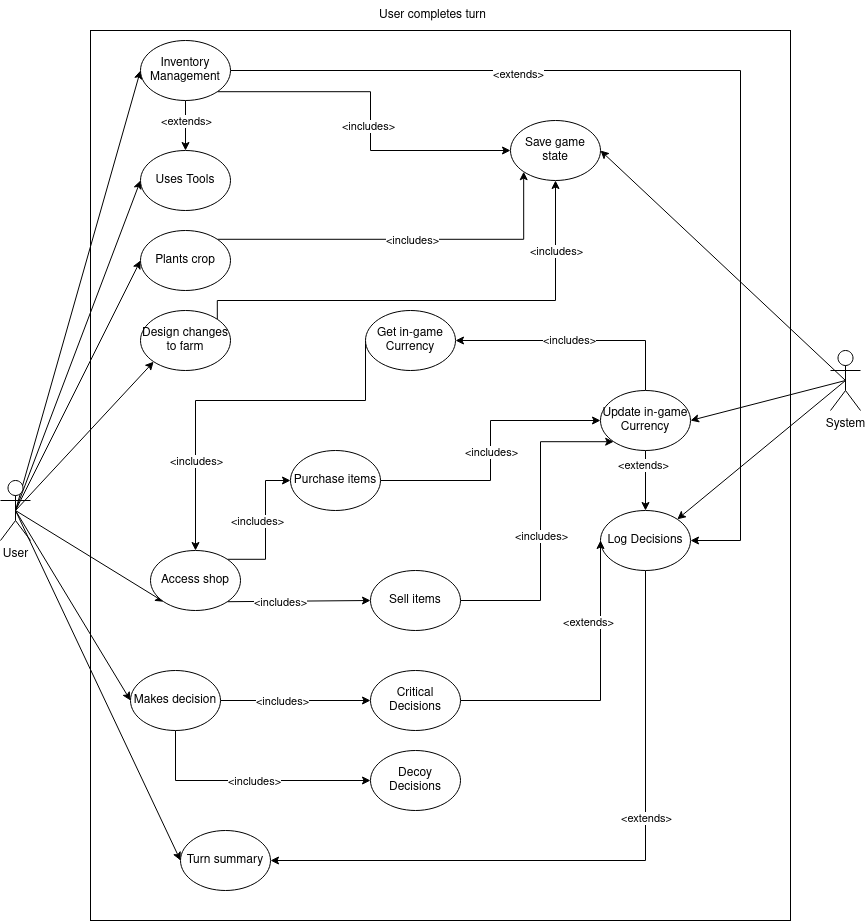 User completes turn
Inventory
Management
<extends>
<extends>
<includes>
Save game
state
Uses Tools
<includes>
<includes>
Plants crop
Design changes
to farm
Get in-game
Currency
<includes>
System
Update in-game
Currency
<includes>
<includes>
<extends>
Purchase items
User
<includes>
<includes>
Log Decisions
Access shop
<includes>
Sell items
<extends>
Makes decision
<includes>
Critical
Decisions
<includes>
Decoy
Decisions
<extends>
Turn summary